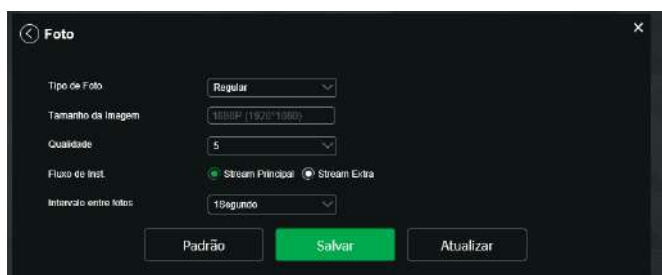 Foto
Tipo de Foto Regular
Tamanho da Imagem 1080P (1920*1080)
Qualidade 5
Fluxo de Inst. Stream Principal Stream Extra
Intervalo entre fotos 1Segundo
Padrão Salvar Atualizar